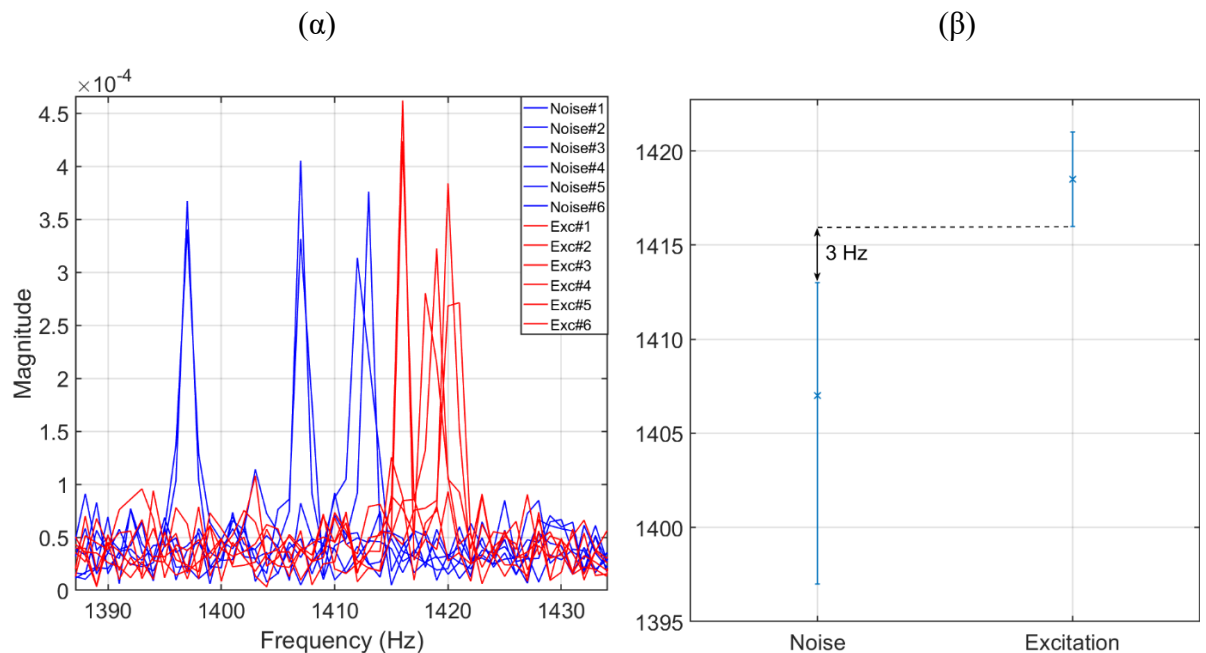 (α)
(β)
×10⁻⁴
4.5
4
3.5
3
2.5
2
1.5
1
0.5
0
Magnitude
1390
1400
1410
1420
1430
Frequency (Hz)
Noise#1
Noise#2
Noise#3
Noise#4
Noise#5
Noise#6
Exc#1
Exc#2
Exc#3
Exc#4
Exc#5
Exc#6
1420
1415
1410
1405
1400
1395
3 Hz
Noise
Excitation